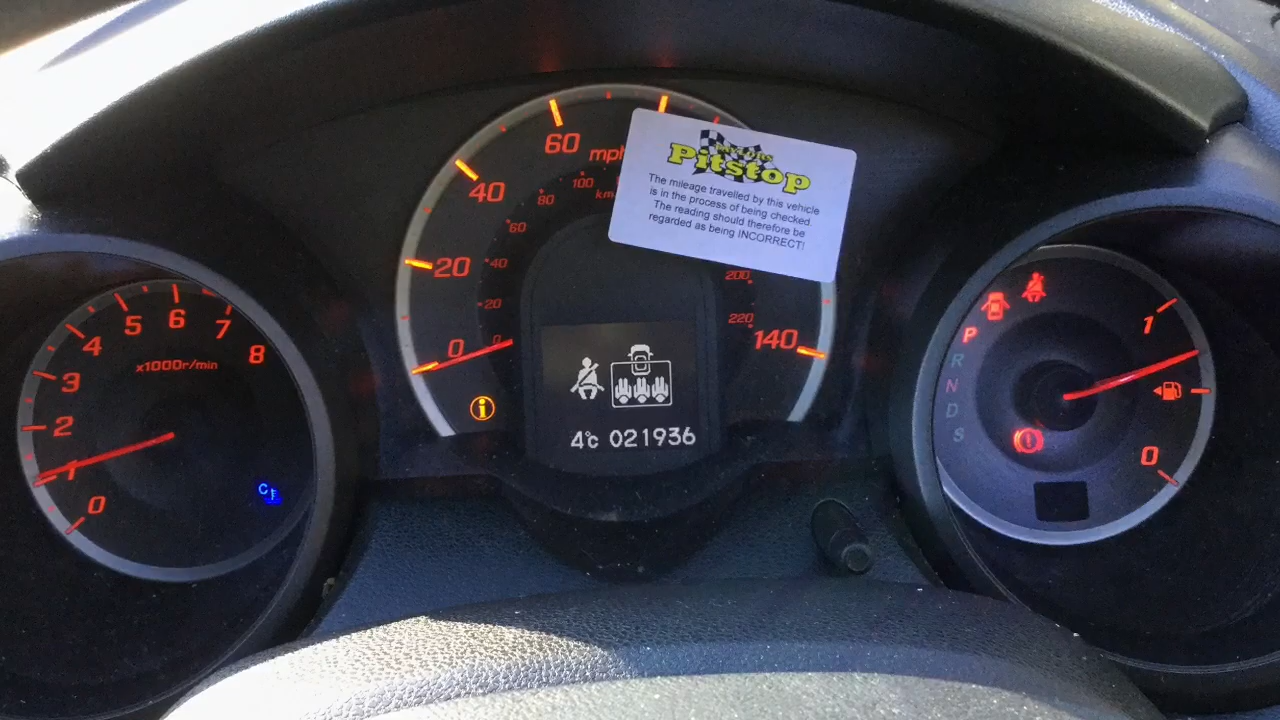 60
mph
40
100
80
km
60
20
40
20
0
0
200
220
140
Pitstop
The mileage travelled by this vehicle
is in the process of being checked.
The reading should therefore be
regarded as being INCORRECT!
4°c 021936
5 6 7
4 8
x1000r/min
3
2
1
0
C
P
R
N
D
S
1
0